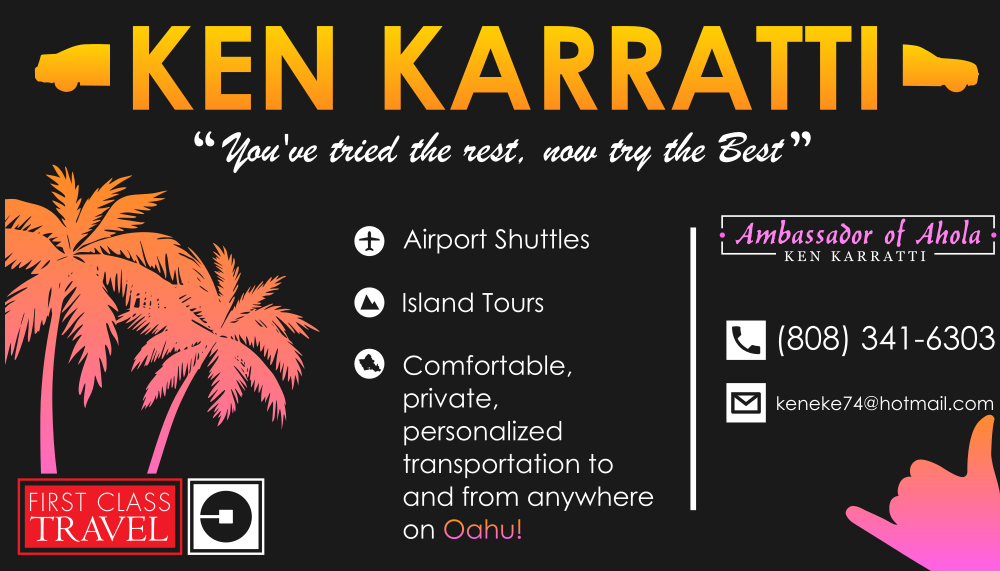 KEN KARRATTI
“You've tried the rest, now try the Best”
Airport Shuttles
Island Tours
Comfortable,
private,
personalized
transportation to
and from anywhere
on Oahu!
Ambassador of Ahola
KEN KARRATTI
(808) 341-6303
keneke74@hotmail.com
FIRST CLASS
TRAVEL